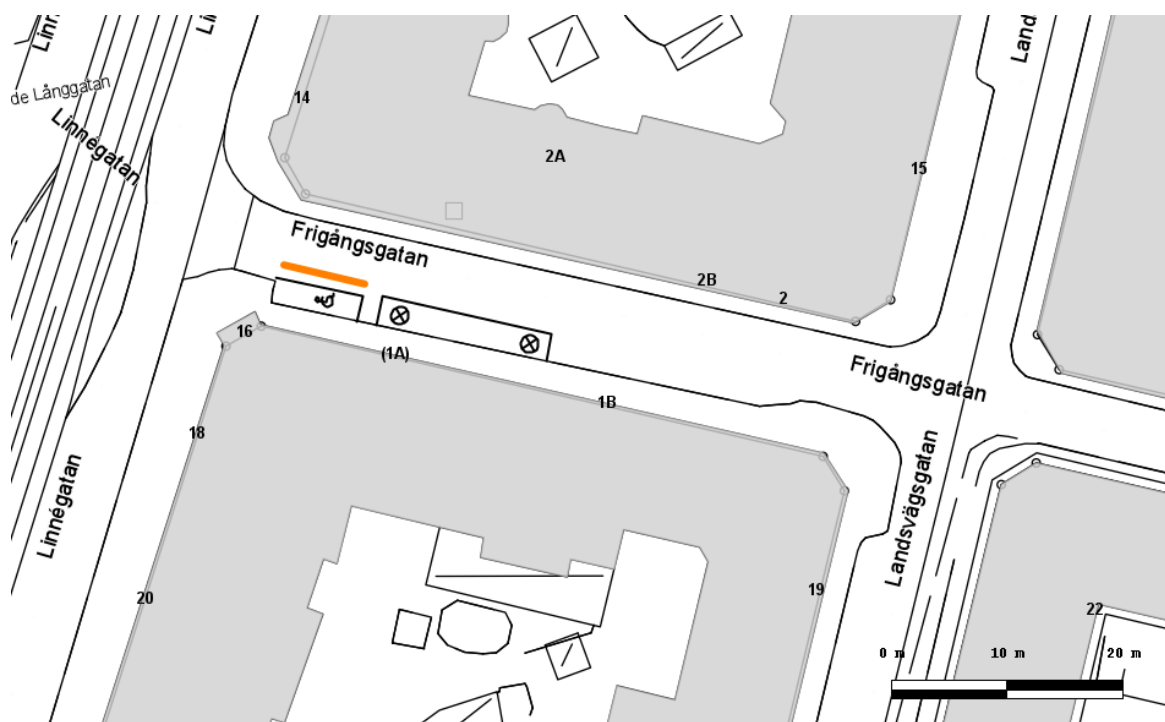 Linn
Lin
Land
de Långgatan
14
Linnégatan
2A
15
Frigångsgatan
2B
2
16
(1A)
Frigångsgatan
1B
18
Linnégatan
Landsvägsgatan
20
19
22
0 m
10 m
20 m